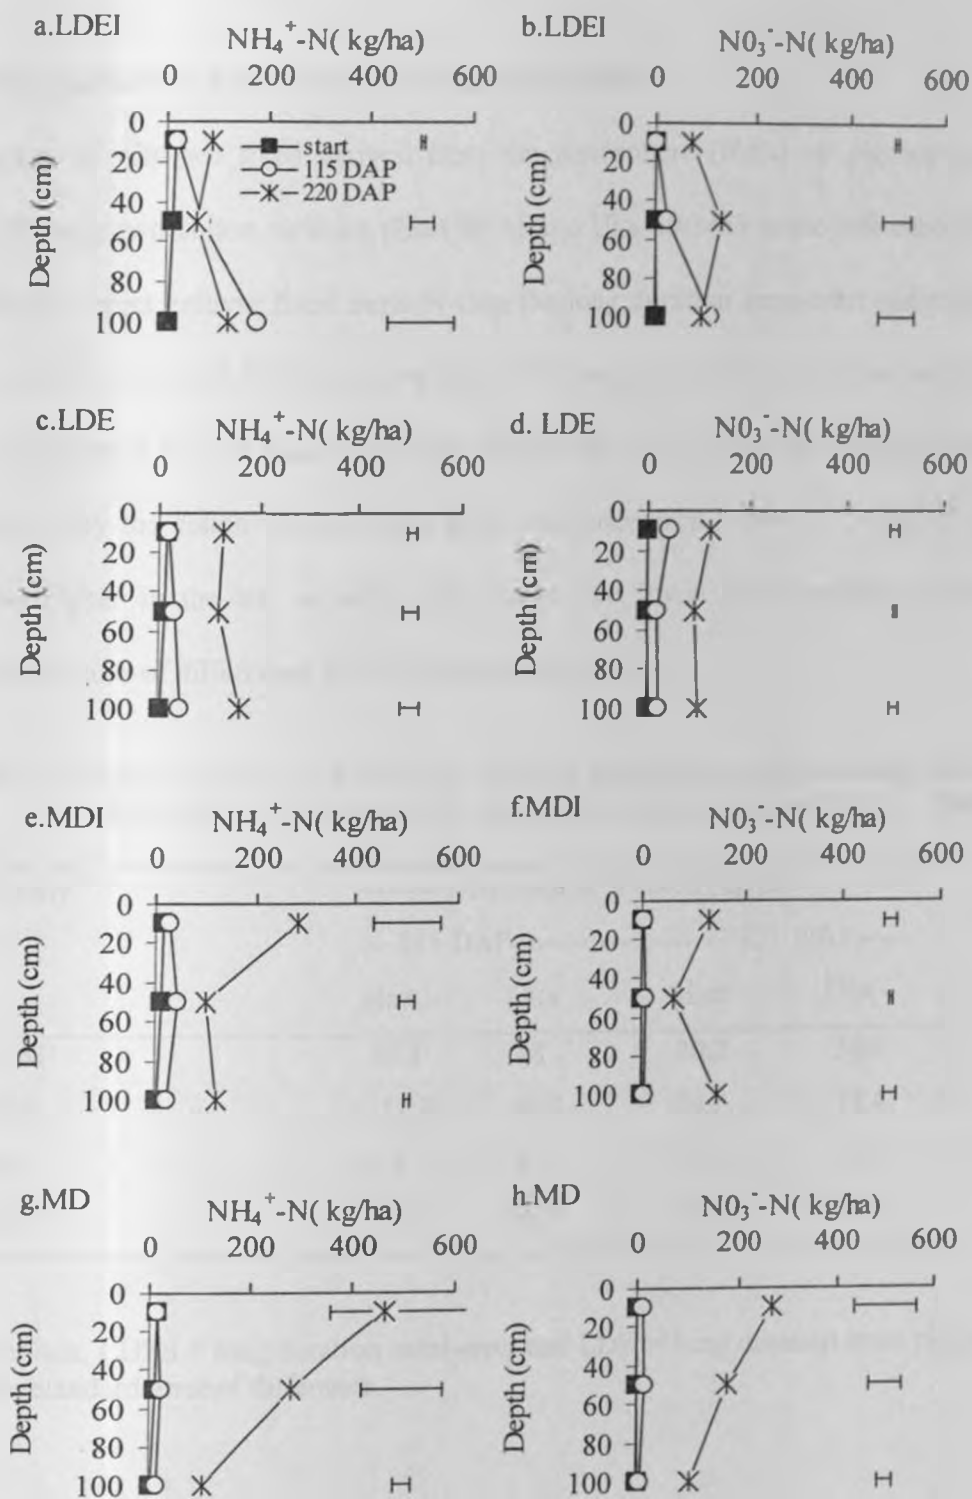 a.LDEI NH₄⁺-N( kg/ha)
0 200 400 600
0
20
40
60
80
100
Depth (cm)
start
115 DAP
220 DAP
b.LDEI N0₃⁻-N( kg/ha)
0 200 400 600
0
20
40
60
80
100
Depth (cm)
c.LDE NH₄⁺-N( kg/ha)
0 200 400 600
0
20
40
60
80
100
Depth (cm)
d. LDE N0₃⁻-N( kg/ha)
0 200 400 600
0
20
40
60
80
100
Depth (cm)
e.MDI NH₄⁺-N( kg/ha)
0 200 400 600
0
20
40
60
80
100
Depth (cm)
f.MDI N0₃⁻-N( kg/ha)
0 200 400 600
0
20
40
60
80
100
Depth (cm)
g.MD NH₄⁺-N( kg/ha)
0 200 400 600
0
20
40
60
80
100
Depth (cm)
h.MD N0₃⁻-N( kg/ha)
0 200 400 600
0
20
40
60
80
100
Depth (cm)